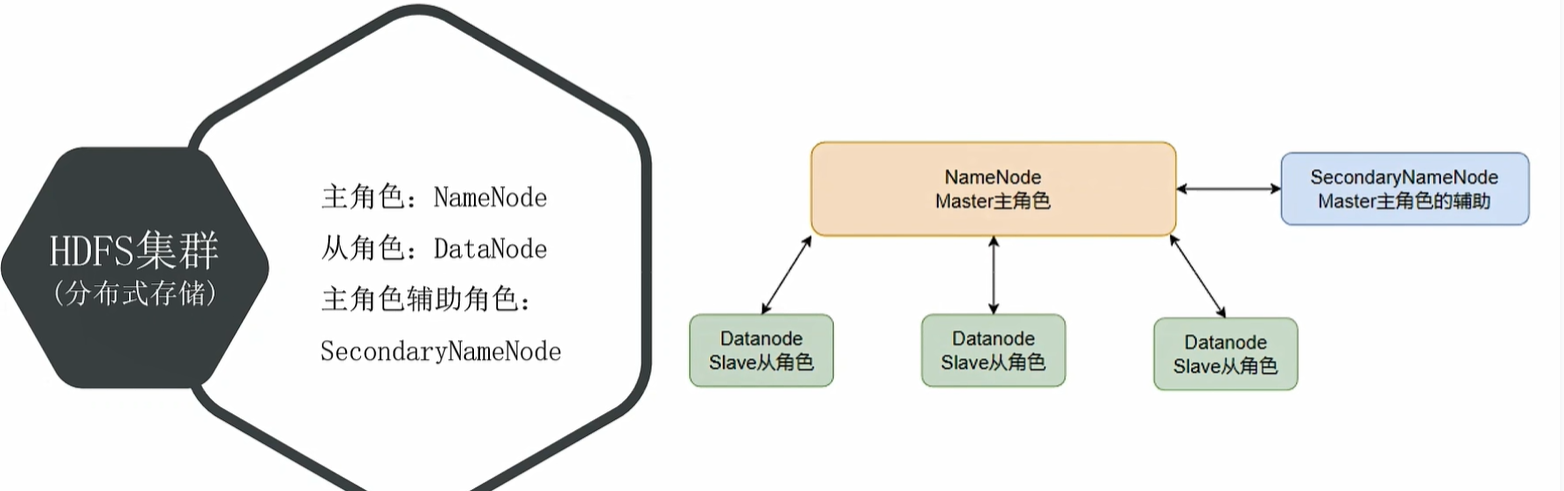 HDFS集群
(分布式存储)
主角色：NameNode
从角色：DataNode
主角色辅助角色：
SecondaryNameNode
NameNode
Master主角色
SecondaryNameNode
Master主角色的辅助
Datanode
Slave从角色
Datanode
Slave从角色
Datanode
Slave从角色